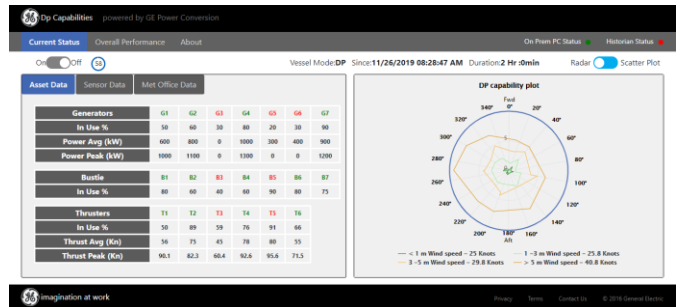 Dp Capabilities powered by GE Power Conversion
Current Status Overall Performance About On Prem PC Status Historian Status
On Off 58 Vessel Mode:DP Since:11/26/2019 08:28:47 AM Duration:2 Hr :0min Radar Scatter Plot
Asset Data Sensor Data Met Office Data
Generators G1 G2 G3 G4 G5 G6 G7
In Use % 50 60 30 80 20 30 90
Power Avg (kW) 600 800 0 1000 300 400 900
Power Peak (kW) 1000 1100 0 1300 0 0 1200
Bustie B1 B2 B3 B4 B5 B6 B7
In Use % 80 60 40 60 90 80 75
Thrusters T1 T2 T3 T4 T5 T6
In Use % 50 89 59 76 91 66
Thrust Avg (Kn) 56 75 45 78 80 55
Thrust Peak (Kn) 90.1 82.3 60.4 92.6 95.6 71.5
DP capability plot
Fwd
340° 0° 20°
320° 40°
300° 5 60°
280° 80°
260° 100°
240° 120°
220° 140°
200° 180° 160°
Aft
< 1 m Wind speed - 25 Knots 1 -3 m Wind speed - 25.8 Knots
3 -5 m Wind speed - 29.8 Knots > 5 m Wind speed - 40.8 Knots
imagination at work Privacy Terms Contact Us © 2018 General Electric